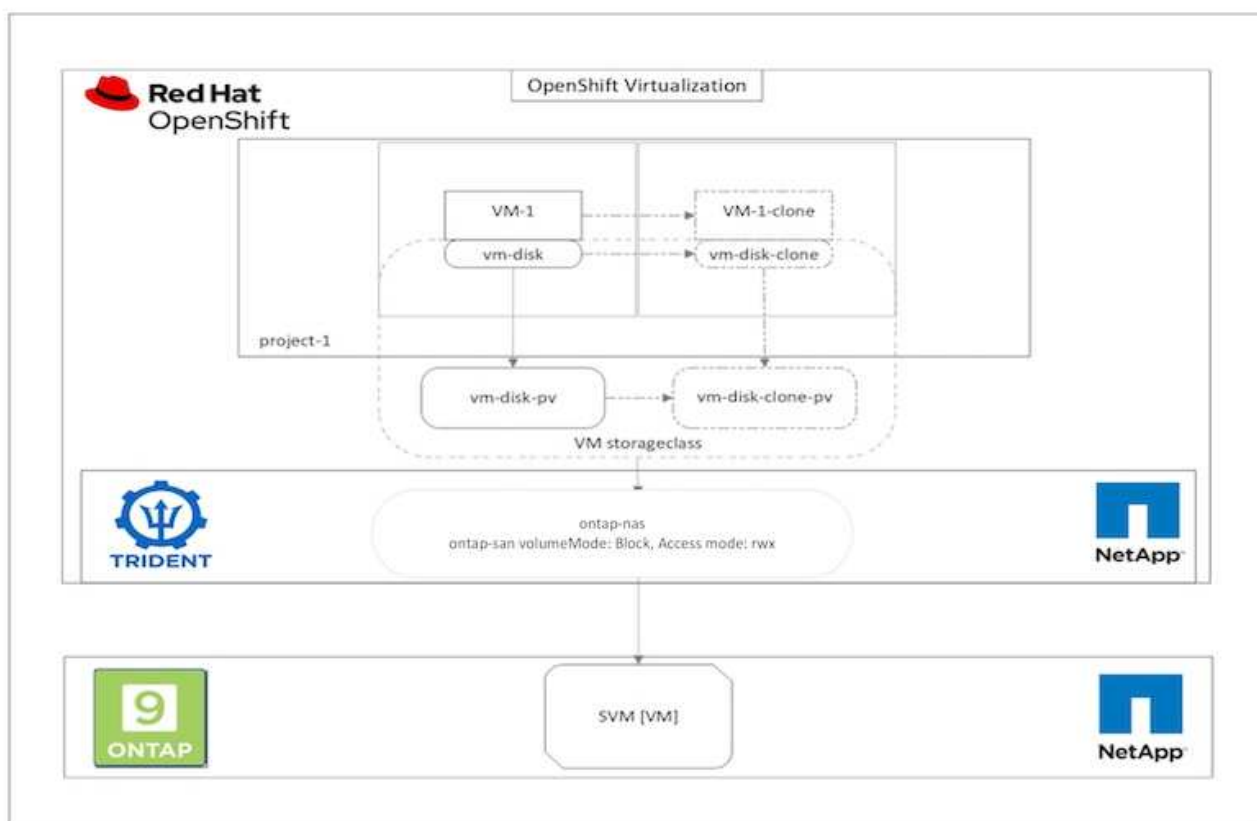 Red Hat
OpenShift
OpenShift Virtualization
VM-1
VM-1-clone
vm-disk
vm-disk-clone
project-1
vm-disk-pv
vm-disk-clone-pv
VM storageclass
TRIDENT
ontap-nas
ontap-san volumeMode: Block, Access mode: rwx
NetApp
9
ONTAP
SVM [VM]
NetApp